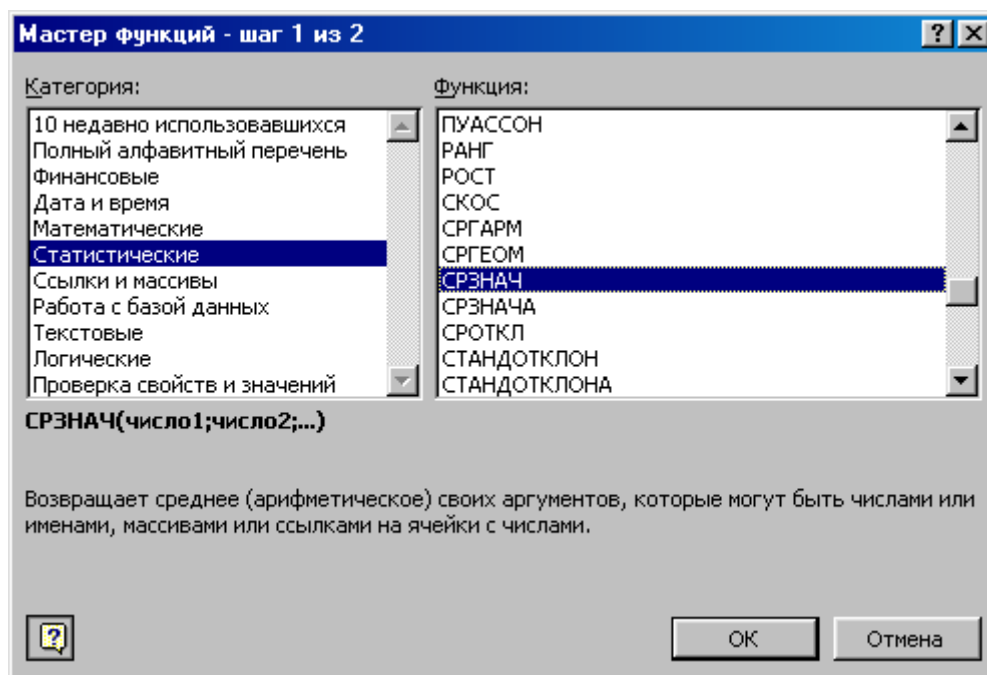 Мастер функций - шаг 1 из 2
Категория:
10 недавно использовавшихся
Полный алфавитный перечень
Финансовые
Дата и время
Математические
Статистические
Ссылки и массивы
Работа с базой данных
Текстовые
Логические
Проверка свойств и значений
Функция:
ПУАССОН
РАНГ
РОСТ
СКОС
СРГАРМ
СРГЕОМ
СРЗНАЧ
СРЗНАЧА
СРОТКЛ
СТАНДОТКЛОН
СТАНДОТКЛОНА
СРЗНАЧ(число1;число2;...)
Возвращает среднее (арифметическое) своих аргументов, которые могут быть числами или
именами, массивами или ссылками на ячейки с числами.
ОК
Отмена